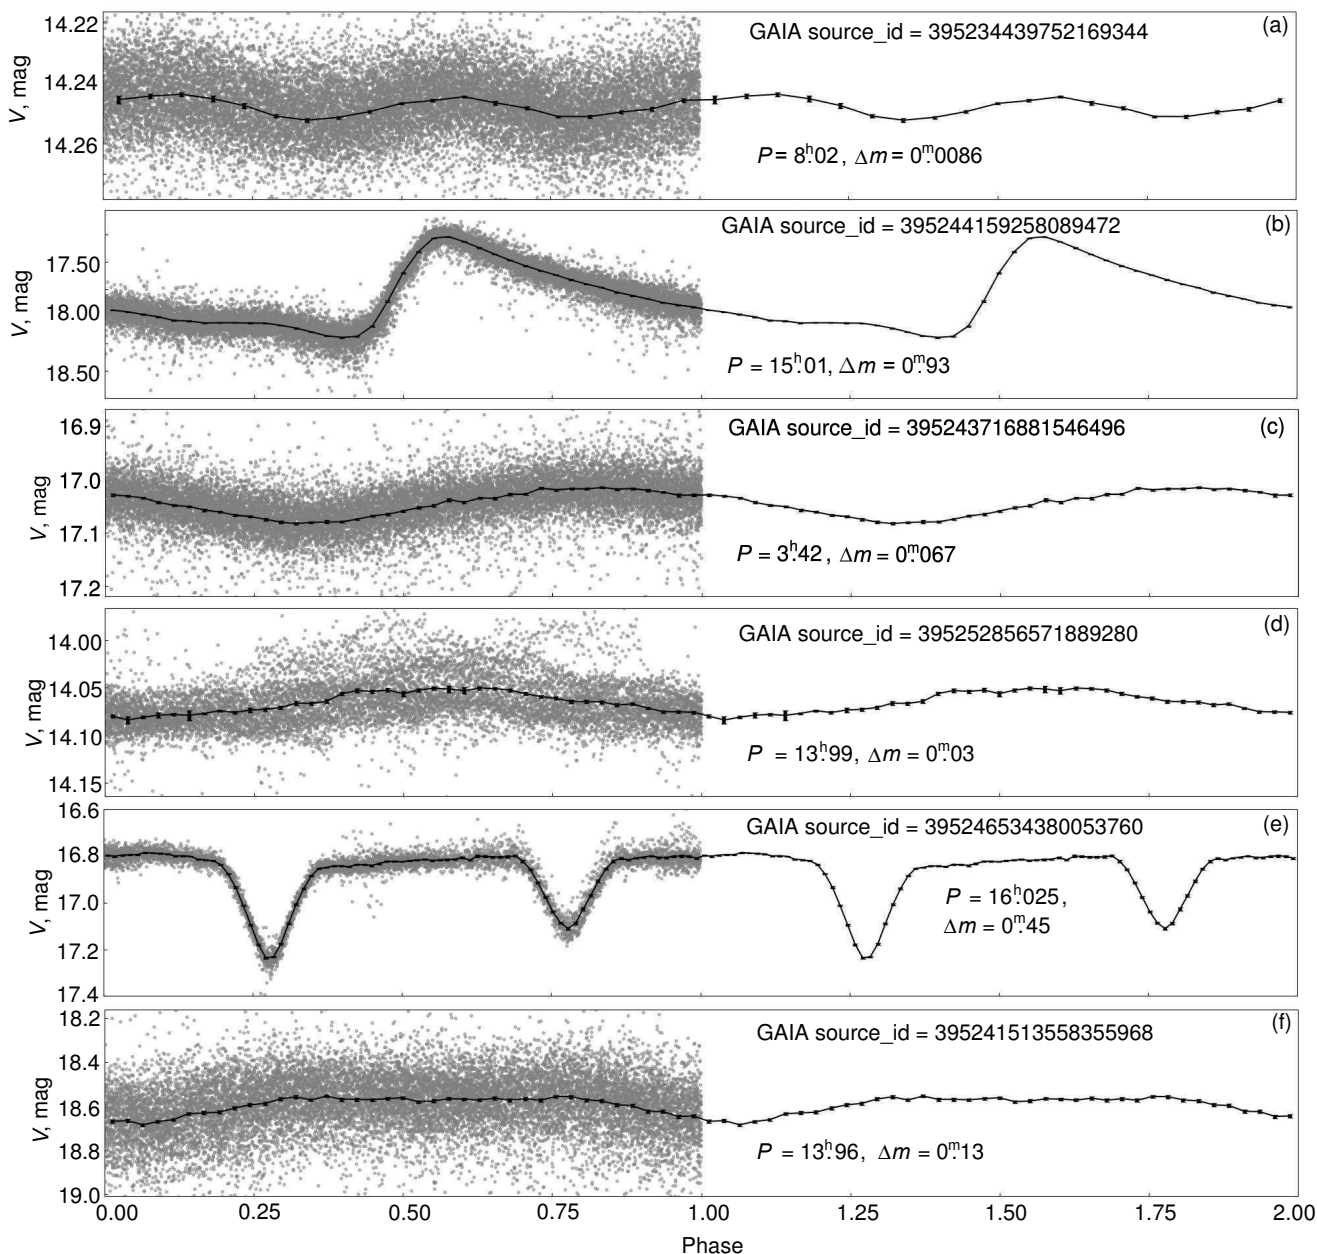 GAIA source_id = 395234439752169344
(a)
14.22
14.24
14.26
V, mag
P = 8ʰ.02, Δm = 0ᵐ.0086
GAIA source_id = 395244159258089472
(b)
17.50
18.00
18.50
V, mag
P = 15ʰ.01, Δm = 0ᵐ.93
GAIA source_id = 395243716881546496
(c)
16.9
17.0
17.1
17.2
V, mag
P = 3ʰ.42, Δm = 0ᵐ.067
GAIA source_id = 395252856571889280
(d)
14.00
14.05
14.10
14.15
V, mag
P = 13ʰ.99, Δm = 0ᵐ.03
GAIA source_id = 395246534380053760
(e)
16.6
16.8
17.0
17.2
17.4
V, mag
P = 16ʰ.025,
Δm = 0ᵐ.45
GAIA source_id = 395241513558355968
(f)
18.2
18.4
18.6
18.8
19.0
V, mag
P = 13ʰ.96, Δm = 0ᵐ.13
0.00 0.25 0.50 0.75 1.00 1.25 1.50 1.75 2.00
Phase